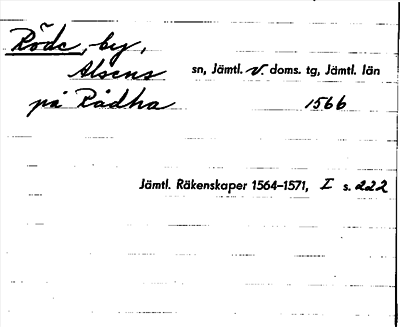 Röde, by,
Alsens sn, Jämtl. V. doms. tg, Jämtl. län
på Rådha 1566
Jämtl. Räkenskaper 1564–1571, I s. 222